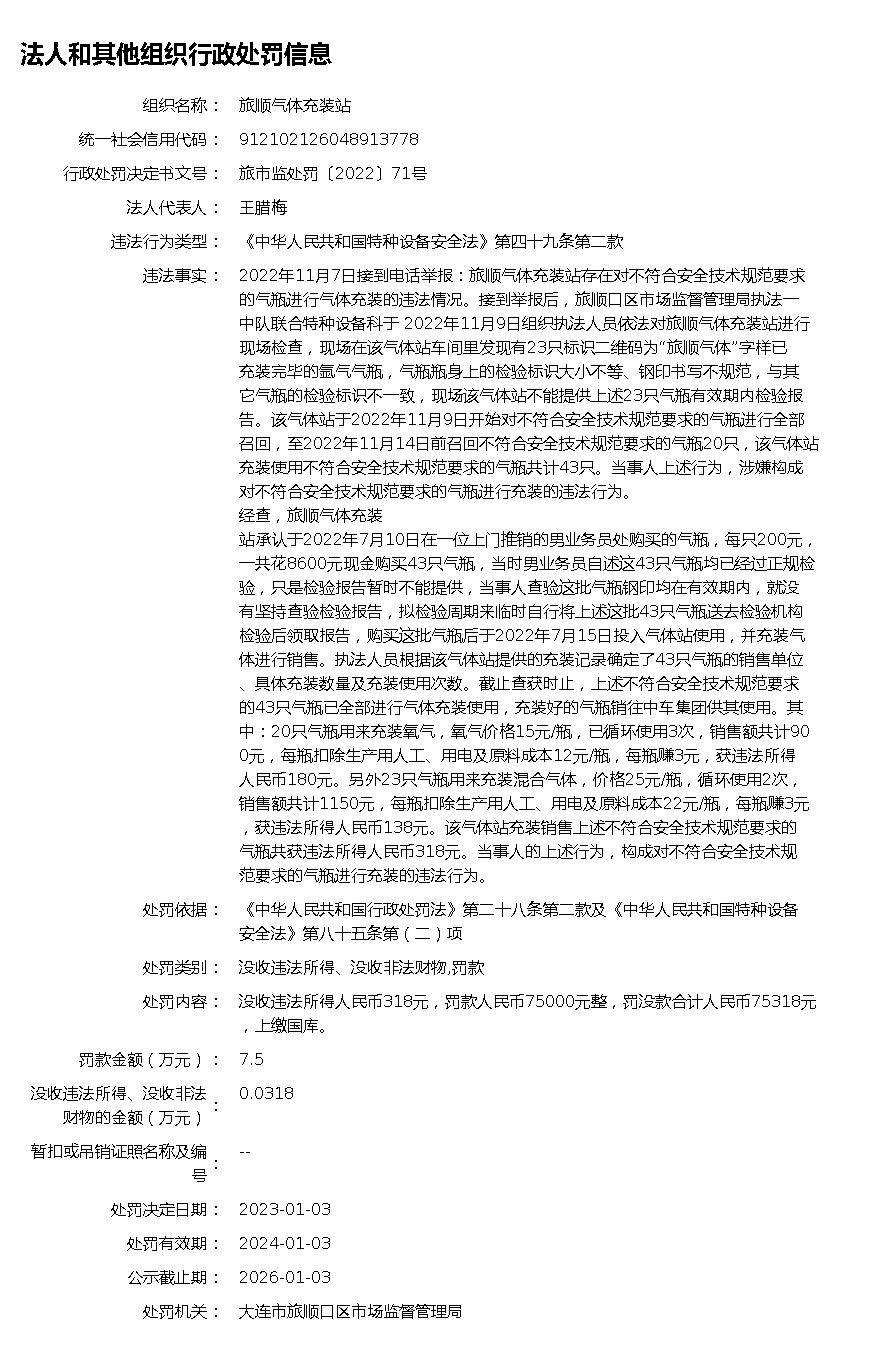 法人和其他组织行政处罚信息
组织名称： 旅顺气体充装站
统一社会信用代码： 912102126048913778
行政处罚决定书文号： 旅市监处罚〔2022〕71号
法人代表人： 王腊梅
违法行为类型： 《中华人民共和国特种设备安全法》第四十九条第二款
违法事实： 2022年11月7日接到电话举报：旅顺气体充装站存在对不符合安全技术规范要求
的气瓶进行气体充装的违法情况。接到举报后，旅顺口区市场监督管理局执法一
中队联合特种设备科于 2022年11月9日组织执法人员依法对旅顺气体充装站进行
现场检查，现场在该气体站车间里发现有23只标识二维码为“旅顺气体”字样已
充装完毕的氩气气瓶，气瓶瓶身上的检验标识大小不等、钢印书写不规范，与其
它气瓶的检验标识不一致，现场该气体站不能提供上述23只气瓶有效期内检验报
告。该气体站于2022年11月9日开始对不符合安全技术规范要求的气瓶进行全部
召回，至2022年11月14日前召回不符合安全技术规范要求的气瓶20只，该气体站
充装使用不符合安全技术规范要求的气瓶共计43只。当事人上述行为，涉嫌构成
对不符合安全技术规范要求的气瓶进行充装的违法行为。
经查，旅顺气体充装
站承认于2022年7月10日在一位上门推销的男业务员处购买的气瓶，每只200元，
一共花8600元现金购买43只气瓶，当时男业务员自述这43只气瓶均已经过正规检
验，只是检验报告暂时不能提供，当事人查验这批气瓶钢印均在有效期内，就没
有坚持查验检验报告，拟检验周期来临时自行将上述这批43只气瓶送去检验机构
检验后领取报告，购买这批气瓶后于2022年7月15日投入气体站使用，并充装气
体进行销售。执法人员根据该气体站提供的充装记录确定了43只气瓶的销售单位
、具体充装数量及充装使用次数。截止查获时止，上述不符合安全技术规范要求
的43只气瓶已全部进行气体充装使用，充装好的气瓶销往中车集团供其使用。其
中：20只气瓶用来充装氧气，氧气价格15元/瓶，已循环使用3次，销售额共计90
0元，每瓶扣除生产用人工、用电及原料成本12元/瓶，每瓶赚3元，获违法所得
人民币180元。另外23只气瓶用来充装混合气体，价格25元/瓶，循环使用2次，
销售额共计1150元，每瓶扣除生产用人工、用电及原料成本22元/瓶，每瓶赚3元
，获违法所得人民币138元。该气体站充装销售上述不符合安全技术规范要求的
气瓶共获违法所得人民币318元。当事人的上述行为，构成对不符合安全技术规
范要求的气瓶进行充装的违法行为。
处罚依据： 《中华人民共和国行政处罚法》第二十八条第二款及《中华人民共和国特种设备
安全法》第八十五条第（二）项
处罚类别： 没收违法所得、没收非法财物,罚款
处罚内容： 没收违法所得人民币318元，罚款人民币75000元整，罚没款合计人民币75318元
，上缴国库。
罚款金额（万元）： 7.5
没收违法所得、没收非法
财物的金额（万元）： 0.0318
暂扣或吊销证照名称及编
号： --
处罚决定日期： 2023-01-03
处罚有效期： 2024-01-03
公示截止期： 2026-01-03
处罚机关： 大连市旅顺口区市场监督管理局